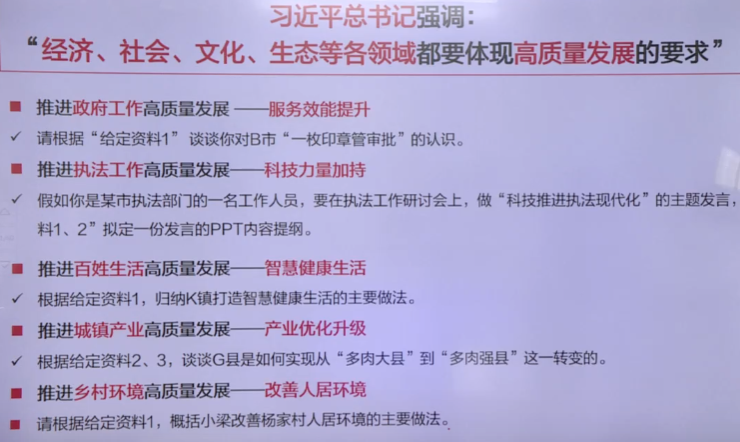 习近平总书记强调：
“经济、社会、文化、生态等各领域都要体现高质量发展的要求”
推进政府工作高质量发展——服务效能提升
请根据“给定资料1” 谈谈你对B市“一枚印章管审批”的认识。
推进执法工作高质量发展——科技力量加持
假如你是某市执法部门的一名工作人员，要在执法工作研讨会上，做“科技推进执法现代化”的主题发言，
料1、2”拟定一份发言的PPT内容提纲。
推进百姓生活高质量发展——智慧健康生活
根据给定资料1，归纳K镇打造智慧健康生活的主要做法。
推进城镇产业高质量发展——产业优化升级
根据给定资料2、3，谈谈G县是如何实现从“多肉大县”到“多肉强县”这一转变的。
推进乡村环境高质量发展——改善人居环境
请根据给定资料1，概括小梁改善杨家村人居环境的主要做法。